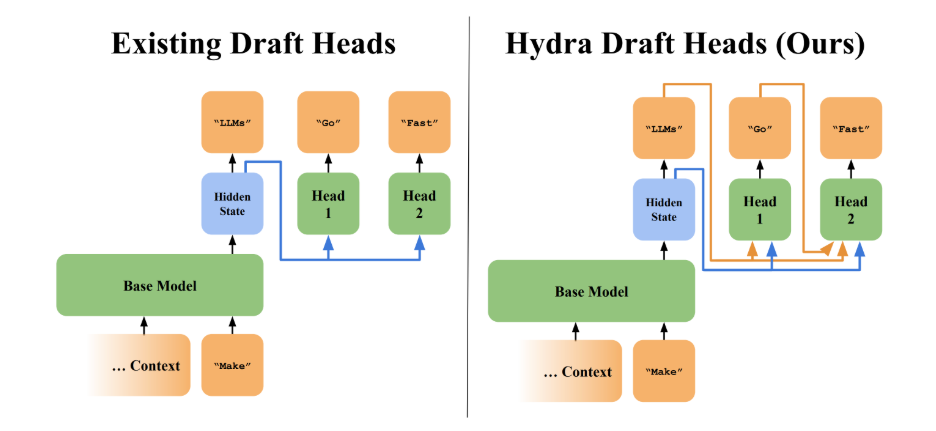 Existing Draft Heads
"LLMs"
"Go"
"Fast"
Hidden
State
Head
1
Head
2
Base Model
… Context
"Make"
Hydra Draft Heads (Ours)
"LLMs"
"Go"
"Fast"
Hidden
State
Head
1
Head
2
Base Model
… Context
"Make"